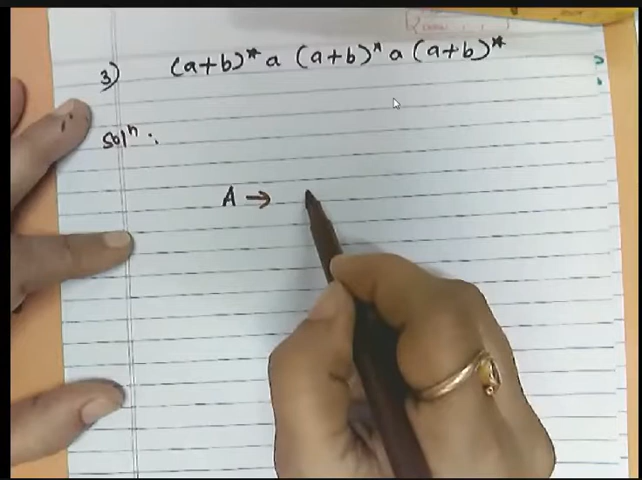 3) (a+b)* a (a+b)* a (a+b)*
Solⁿ :
A →